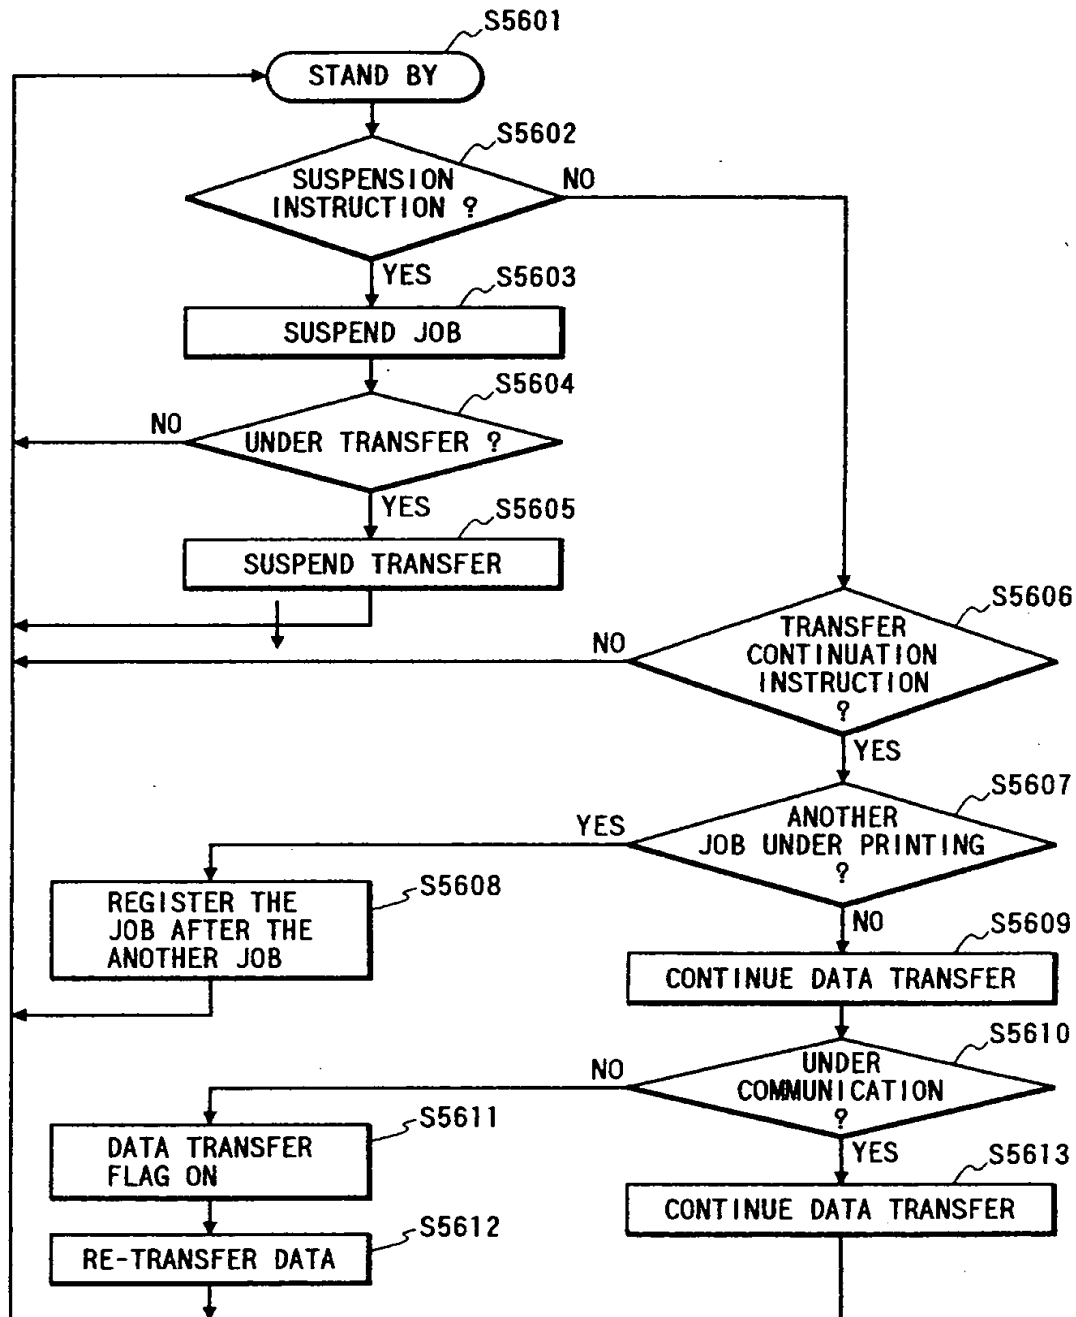 S5601
STAND BY
S5602
SUSPENSION
INSTRUCTION ?
NO
YES
S5603
SUSPEND JOB
S5604
NO
UNDER TRANSFER ?
YES
S5605
SUSPEND TRANSFER
S5606
NO
TRANSFER
CONTINUATION
INSTRUCTION
?
YES
S5607
YES
ANOTHER
JOB UNDER PRINTING
?
S5608
REGISTER THE
JOB AFTER THE
ANOTHER JOB
NO
S5609
CONTINUE DATA TRANSFER
S5610
NO
UNDER
COMMUNICATION
?
S5611
DATA TRANSFER
FLAG ON
YES
S5613
CONTINUE DATA TRANSFER
S5612
RE-TRANSFER DATA